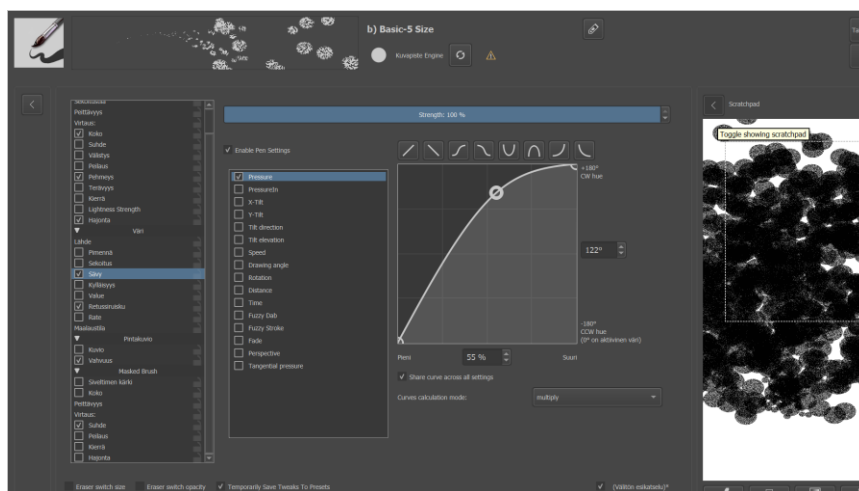 b) Basic-5 Size
Kuvapiste Engine
Scratchpad
Toggle showing scratchpad
Peittävyys
Virtaus:
Koko
Suhde
Välistys
Peilaus
Pehmeys
Terävyys
Kierrä
Lightness Strength
Hajonta
Väri
Lähde
Pimennä
Sekoitus
Sävy
Kylläisyys
Value
Retussiruisku
Rate
Maalaustila
Pintakuvio
Kuvio
Vahvuus
Masked Brush
Siveltimen kärki
Koko
Peittävyys
Virtaus:
Suhde
Peilaus
Kierrä
Hajonta
Strength: 100 %
Enable Pen Settings
Pressure
PressureIn
X-Tilt
Y-Tilt
Tilt direction
Tilt elevation
Speed
Drawing angle
Rotation
Distance
Time
Fuzzy Dab
Fuzzy Stroke
Fade
Perspective
Tangential pressure
+180°
CW hue
122°
-180°
CCW hue
(0° on aktiivinen väri)
Pieni 55 % Suuri
Share curve across all settings
Curves calculation mode: multiply
Eraser switch size Eraser switch opacity Temporarily Save Tweaks To Presets (Välitön esikatselu)*